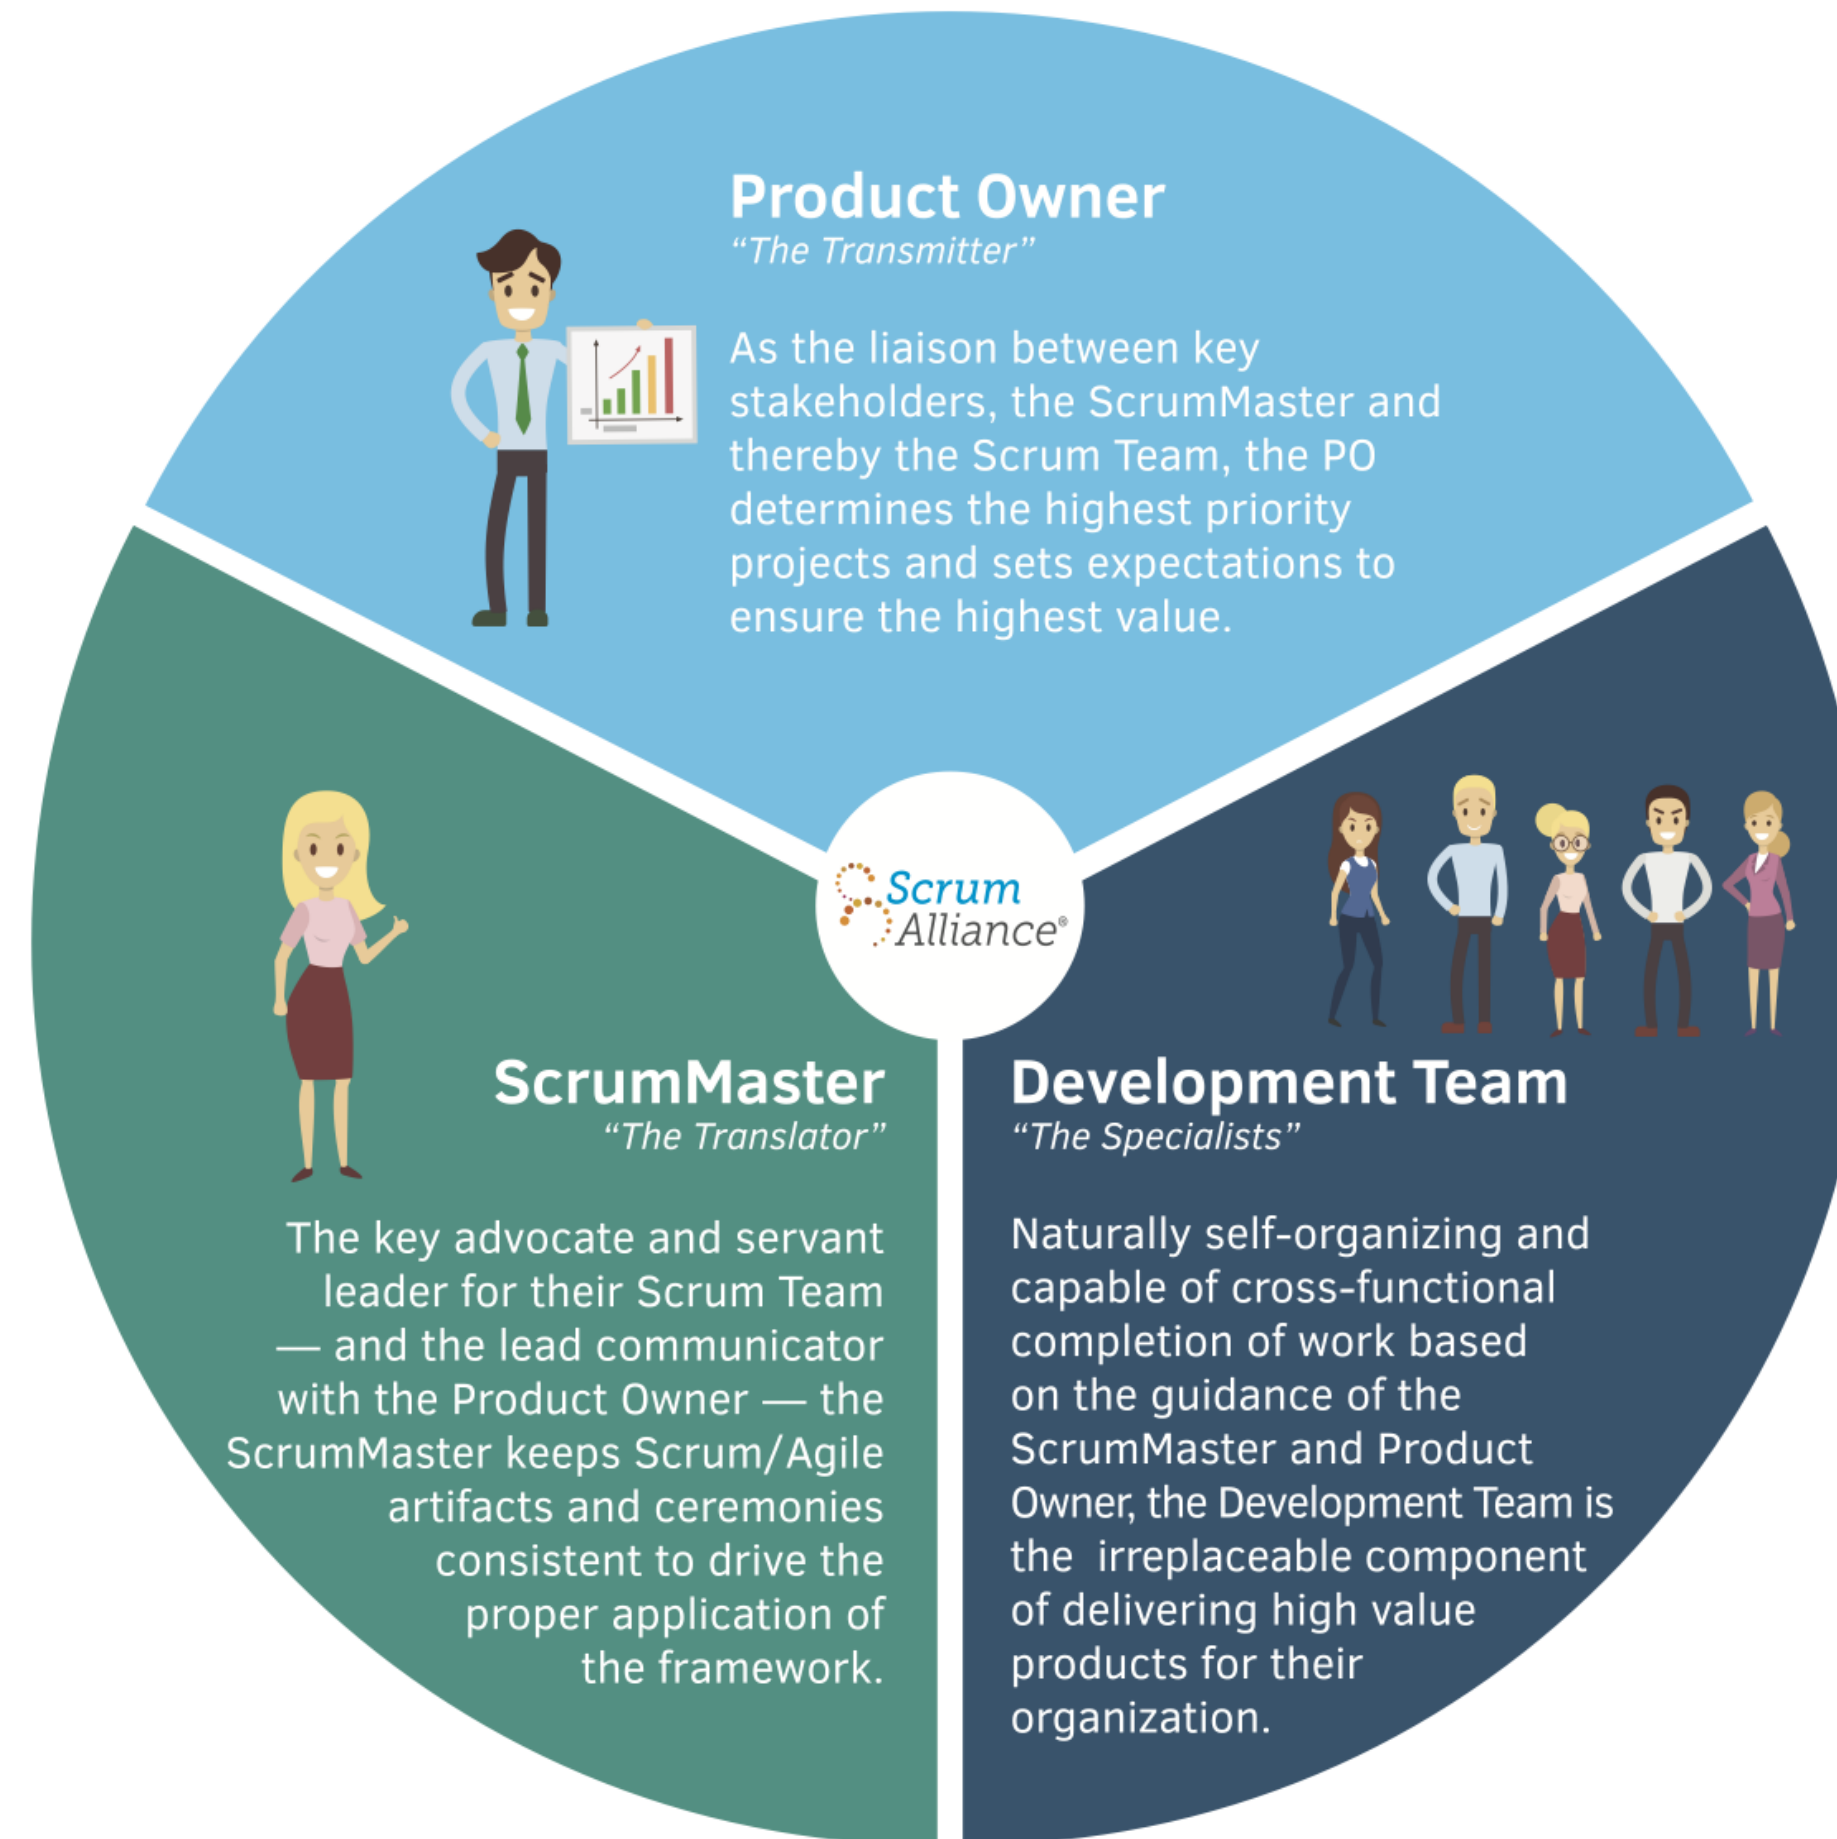 Product Owner
“The Transmitter”
As the liaison between key
stakeholders, the ScrumMaster and
thereby the Scrum Team, the PO
determines the highest priority
projects and sets expectations to
ensure the highest value.
Scrum
Alliance®
ScrumMaster
“The Translator”
The key advocate and servant
leader for their Scrum Team
— and the lead communicator
with the Product Owner — the
ScrumMaster keeps Scrum/Agile
artifacts and ceremonies
consistent to drive the
proper application of
the framework.
Development Team
“The Specialists”
Naturally self-organizing and
capable of cross-functional
completion of work based
on the guidance of the
ScrumMaster and Product
Owner, the Development Team is
the  irreplaceable component
of delivering high value
products for their
organization.